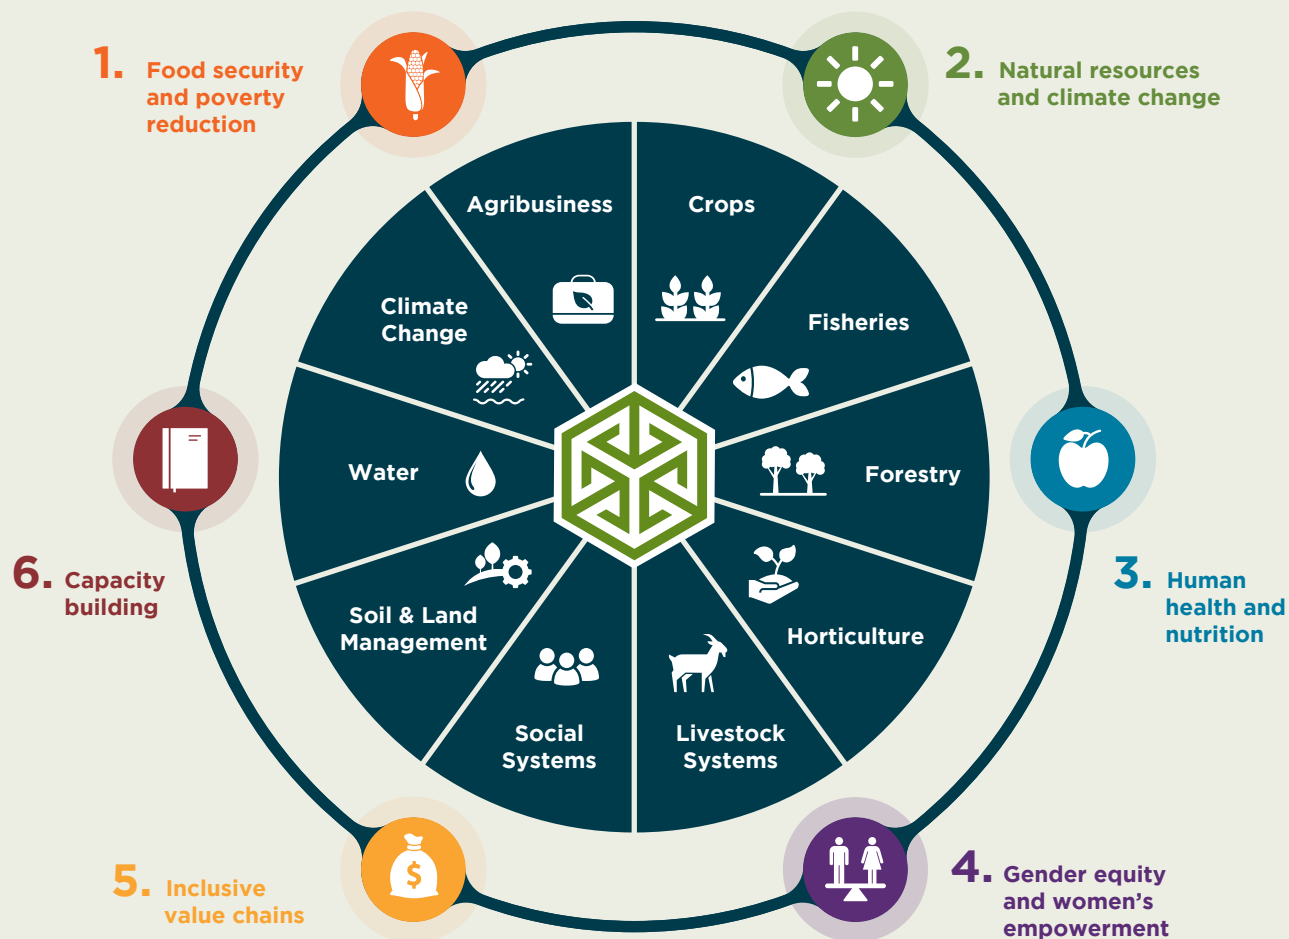 1. Food security
and poverty
reduction
2. Natural resources
and climate change
Agribusiness
Crops
Climate
Change
Fisheries
Water
Forestry
Soil & Land
Management
Horticulture
Social
Systems
Livestock
Systems
3. Human
health and
nutrition
4. Gender equity
and women's
empowerment
5. Inclusive
value chains
6. Capacity
building
$